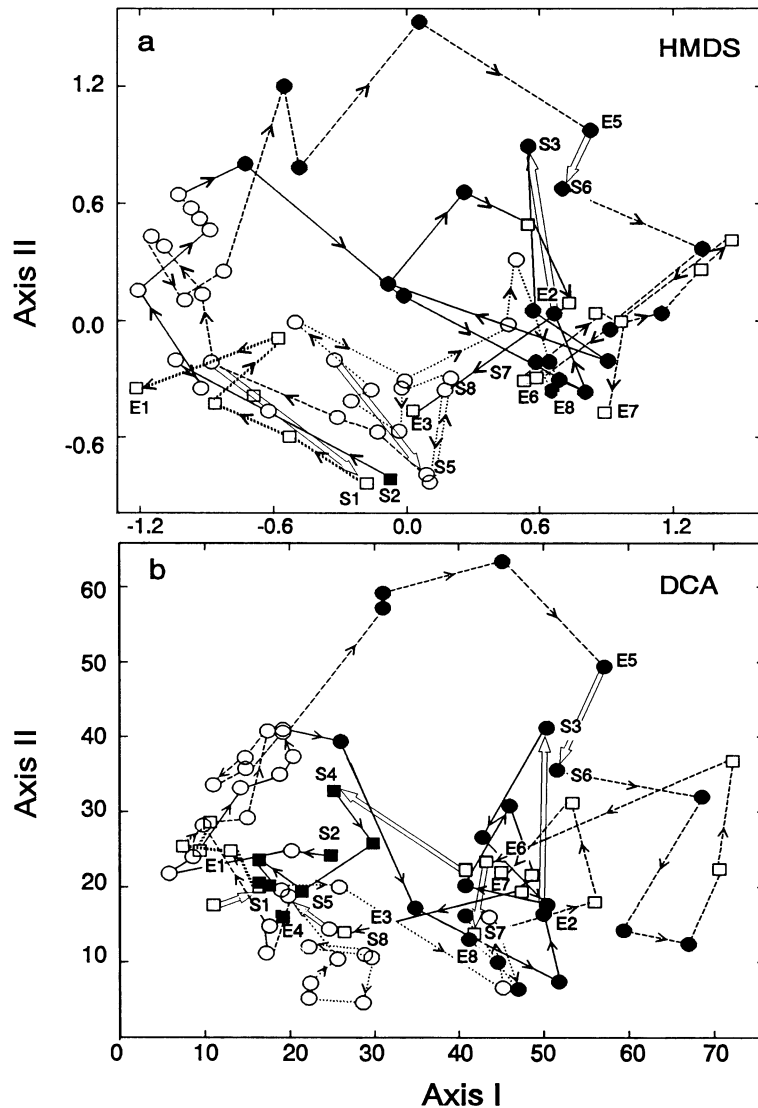 a HMDS
1.2 E5
S3
S6
0.6
Axis II
E2
0.0
S7
E1 E6 S8 E8 E7
E3
-0.6 S5
S1 S2
-1.2 -0.6 0.0 0.6 1.2
b DCA
60
50 E5
40 S3
S4 S6
Axis II
30
S2 E6
E1 E7
20 S1 S5 E3 E2
E4 S8 S7
E8
10
0 10 20 30 40 50 60 70
Axis I